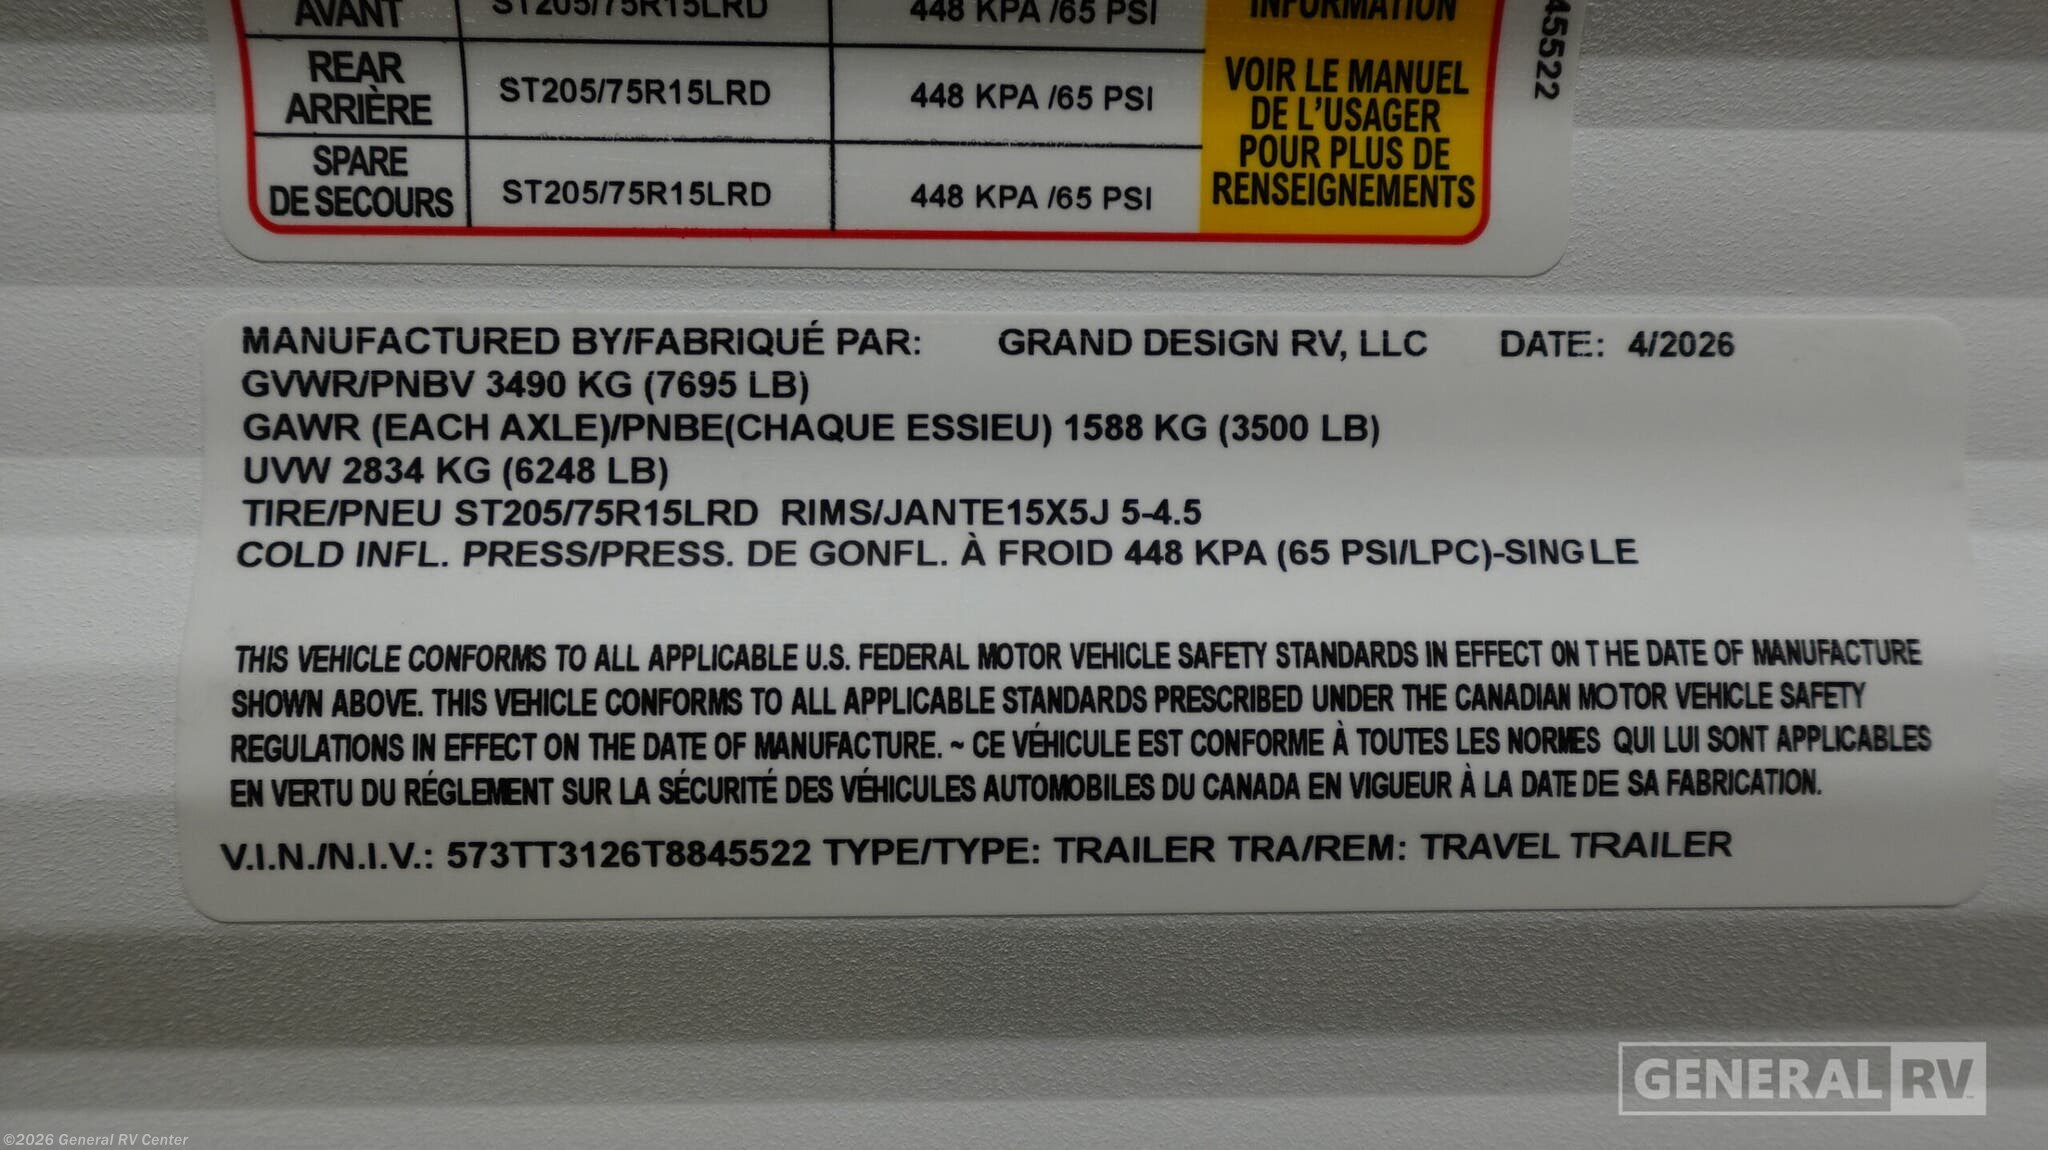 AVANT ST205/75R15LRD 448 KPA /65 PSI INFORMATION
REAR
ARRIÈRE ST205/75R15LRD 448 KPA /65 PSI
SPARE
DE SECOURS ST205/75R15LRD 448 KPA /65 PSI
VOIR LE MANUEL
DE L'USAGER
POUR PLUS DE
RENSEIGNEMENTS
45522
MANUFACTURED BY/FABRIQUÉ PAR: GRAND DESIGN RV, LLC DATE: 4/2026
GVWR/PNBV 3490 KG (7695 LB)
GAWR (EACH AXLE)/PNBE(CHAQUE ESSIEU) 1588 KG (3500 LB)
UVW 2834 KG (6248 LB)
TIRE/PNEU ST205/75R15LRD RIMS/JANTE15X5J 5-4.5
COLD INFL. PRESS/PRESS. DE GONFL. À FROID 448 KPA (65 PSI/LPC)-SINGLE
THIS VEHICLE CONFORMS TO ALL APPLICABLE U.S. FEDERAL MOTOR VEHICLE SAFETY STANDARDS IN EFFECT ON THE DATE OF MANUFACTURE
SHOWN ABOVE. THIS VEHICLE CONFORMS TO ALL APPLICABLE STANDARDS PRESCRIBED UNDER THE CANADIAN MOTOR VEHICLE SAFETY
REGULATIONS IN EFFECT ON THE DATE OF MANUFACTURE. ~ CE VÉHICULE EST CONFORME À TOUTES LES NORMES QUI LUI SONT APPLICABLES
EN VERTU DU RÉGLEMENT SUR LA SÉCURITÉ DES VÉHICULES AUTOMOBILES DU CANADA EN VIGUEUR À LA DATE DE SA FABRICATION.
V.I.N./N.I.V.: 573TT3126T8845522 TYPE/TYPE: TRAILER TRA/REM: TRAVEL TRAILER
GENERAL RV
©2026 General RV Center